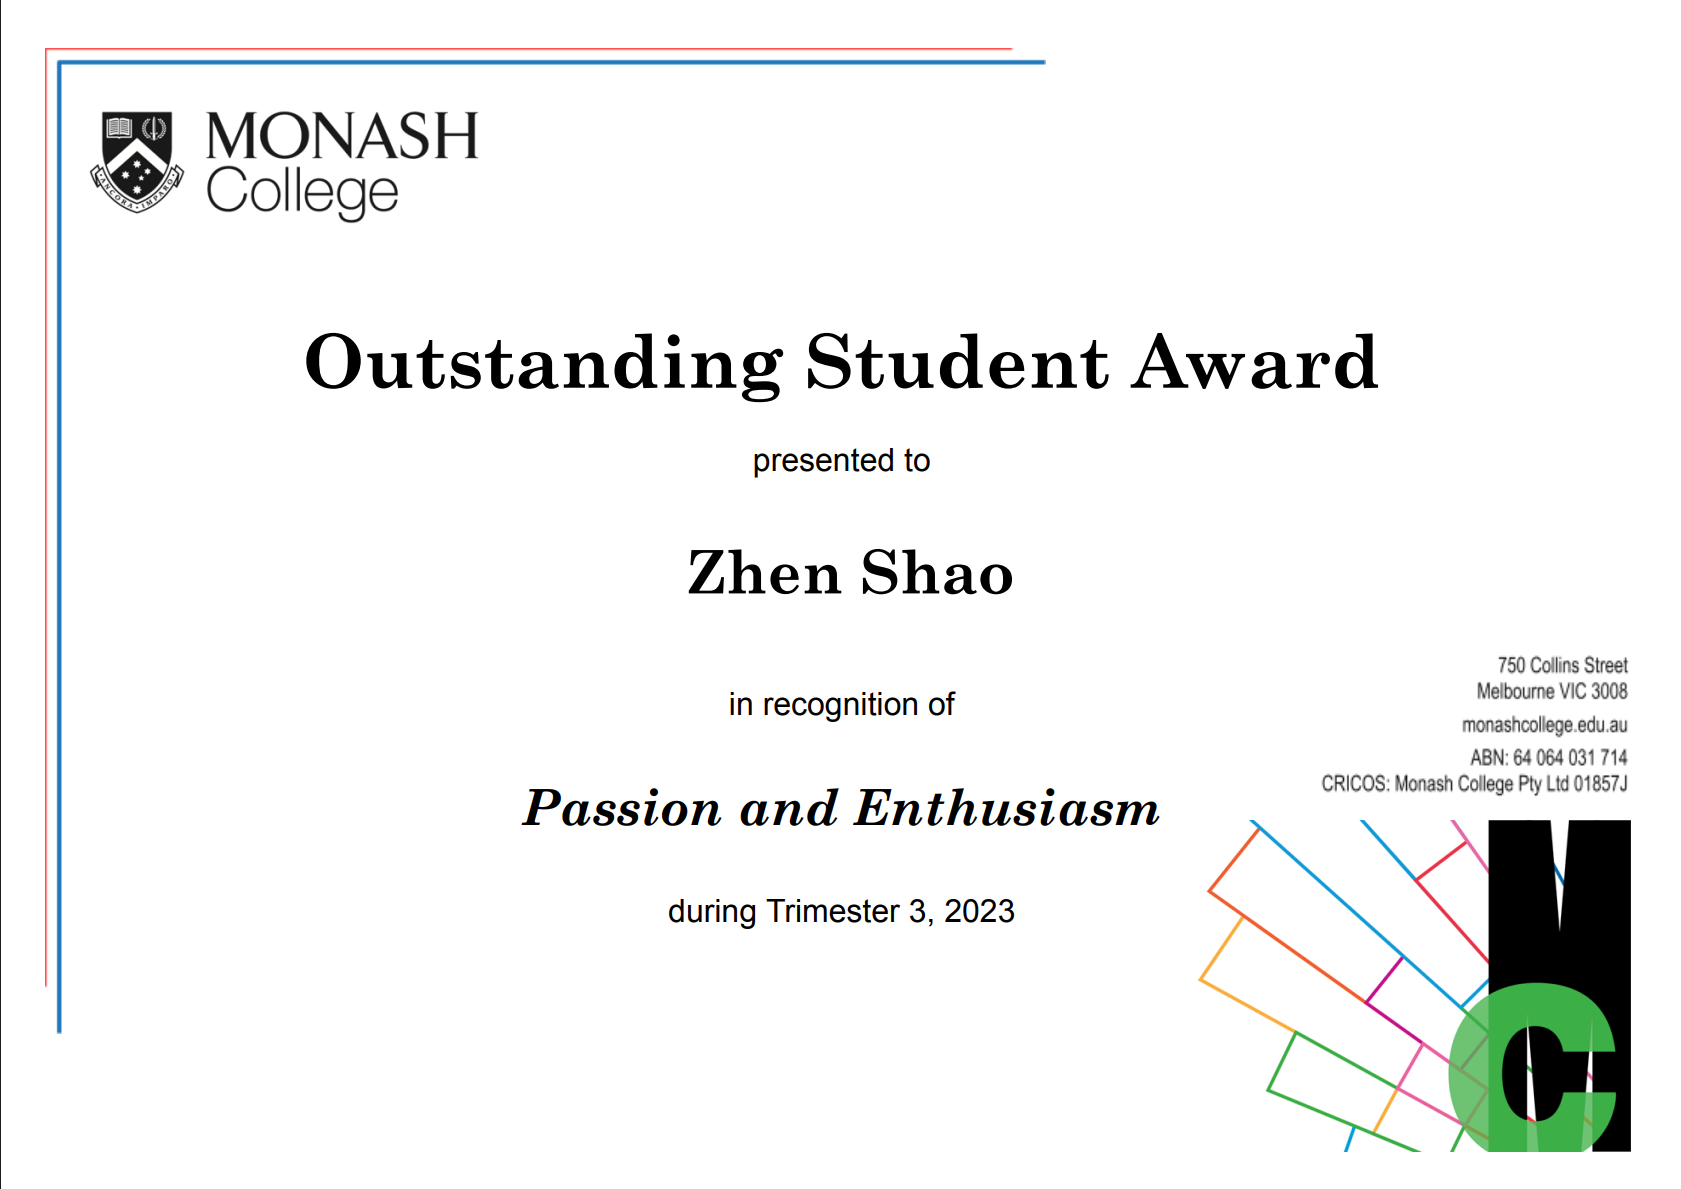 MONASH
College
ANCORA IMPARO
Outstanding Student Award
presented to
Zhen Shao
in recognition of
Passion and Enthusiasm
during Trimester 3, 2023
750 Collins Street
Melbourne VIC 3008
monashcollege.edu.au
ABN: 64 064 031 714
CRICOS: Monash College Pty Ltd 01857J
M
C